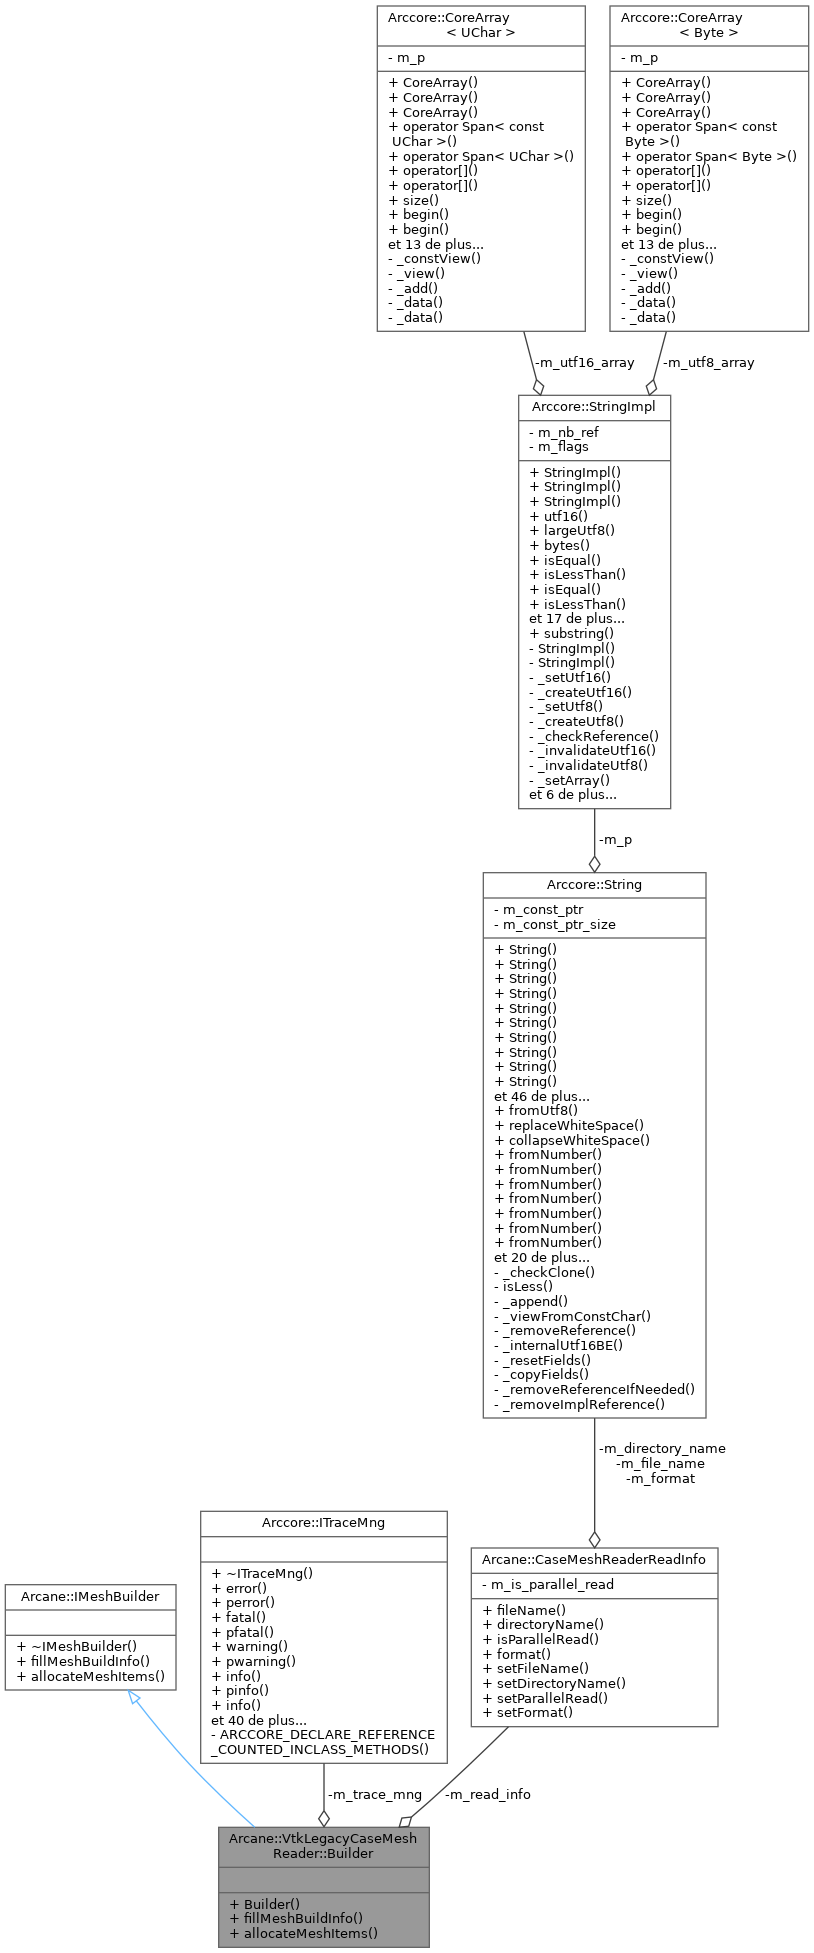 Arccore::CoreArray
< UChar >
- m_p
+ CoreArray()
+ CoreArray()
+ CoreArray()
+ operator Span< const
UChar >()
+ operator Span< UChar >()
+ operator[]()
+ operator[]()
+ size()
+ begin()
+ begin()
et 13 de plus...
- _constView()
- _view()
- _add()
- _data()
- _data()
Arccore::CoreArray
< Byte >
- m_p
+ CoreArray()
+ CoreArray()
+ CoreArray()
+ operator Span< const
Byte >()
+ operator Span< Byte >()
+ operator[]()
+ operator[]()
+ size()
+ begin()
+ begin()
et 13 de plus...
- _constView()
- _view()
- _add()
- _data()
- _data()
-m_utf16_array
-m_utf8_array
Arccore::StringImpl
- m_nb_ref
- m_flags
+ StringImpl()
+ StringImpl()
+ StringImpl()
+ utf16()
+ largeUtf8()
+ bytes()
+ isEqual()
+ isLessThan()
+ isEqual()
+ isLessThan()
et 17 de plus...
+ substring()
- StringImpl()
- StringImpl()
- _setUtf16()
- _createUtf16()
- _setUtf8()
- _createUtf8()
- _checkReference()
- _invalidateUtf16()
- _invalidateUtf8()
- _setArray()
et 6 de plus...
-m_p
Arccore::String
- m_const_ptr
- m_const_ptr_size
+ String()
+ String()
+ String()
+ String()
+ String()
+ String()
+ String()
+ String()
+ String()
+ String()
et 46 de plus...
+ fromUtf8()
+ replaceWhiteSpace()
+ collapseWhiteSpace()
+ fromNumber()
+ fromNumber()
+ fromNumber()
+ fromNumber()
+ fromNumber()
+ fromNumber()
+ fromNumber()
et 20 de plus...
- _checkClone()
- isLess()
- _append()
- _viewFromConstChar()
- _removeReference()
- _internalUtf16BE()
- _resetFields()
- _copyFields()
- _removeReferenceIfNeeded()
- _removeImplReference()
-m_directory_name
-m_file_name
-m_format
Arcane::IMeshBuilder
+ ~IMeshBuilder()
+ fillMeshBuildInfo()
+ allocateMeshItems()
Arccore::ITraceMng
+ ~ITraceMng()
+ error()
+ perror()
+ fatal()
+ pfatal()
+ warning()
+ pwarning()
+ info()
+ pinfo()
+ info()
et 40 de plus...
- ARCCORE_DECLARE_REFERENCE
_COUNTED_INCLASS_METHODS()
Arcane::CaseMeshReaderReadInfo
- m_is_parallel_read
+ fileName()
+ directoryName()
+ isParallelRead()
+ format()
+ setFileName()
+ setDirectoryName()
+ setParallelRead()
+ setFormat()
-m_trace_mng
-m_read_info
Arcane::VtkLegacyCaseMesh
Reader::Builder
+ Builder()
+ fillMeshBuildInfo()
+ allocateMeshItems()